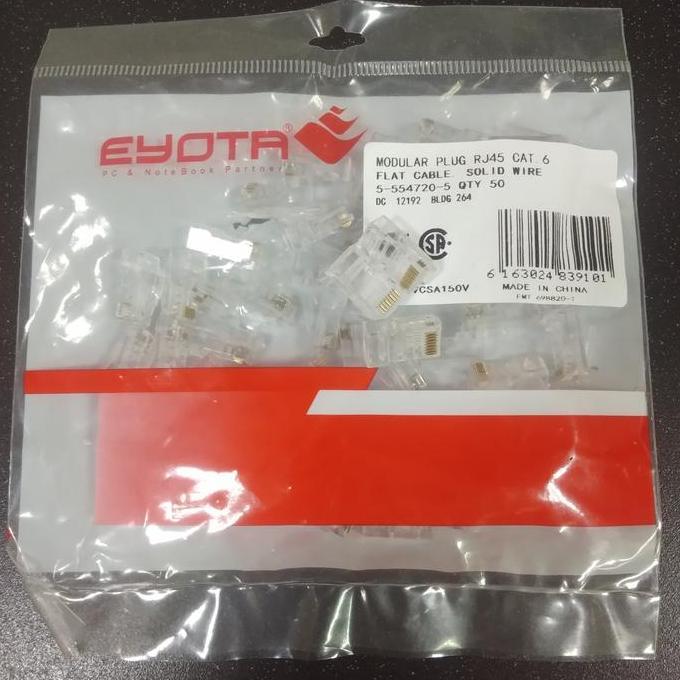 EYOTA®
PC & NoteBook Partner
MODULAR PLUG RJ45 CAT.6
FLAT CABLE. SOLID WIRE
5-554720-5 QTY 50
DC 12192 BLDG 264
CSA150V
6 163024 839101
MADE IN CHINA